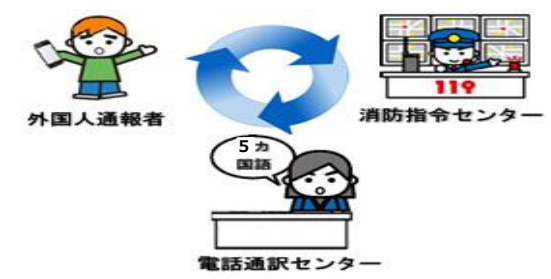 119
外国人通報者
消防指令センター
5カ
国語
電話通訳センター